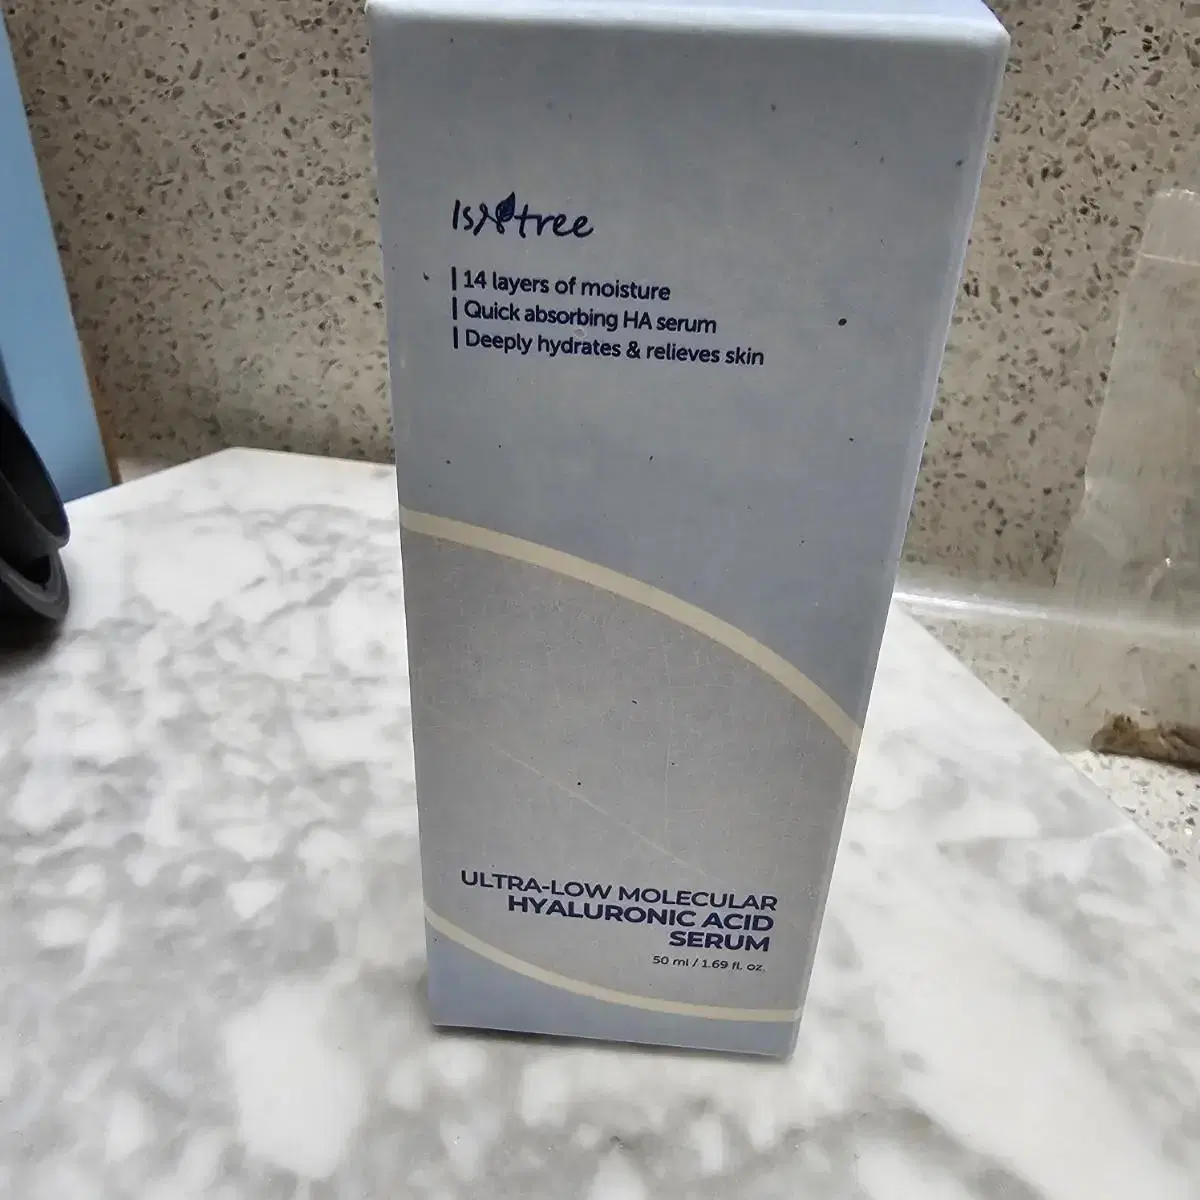 Isntree
14 layers of moisture
Quick absorbing HA serum
Deeply hydrates & relieves skin
ULTRA-LOW MOLECULAR
HYALURONIC ACID
SERUM
50 ml / 1.69 fl. oz.